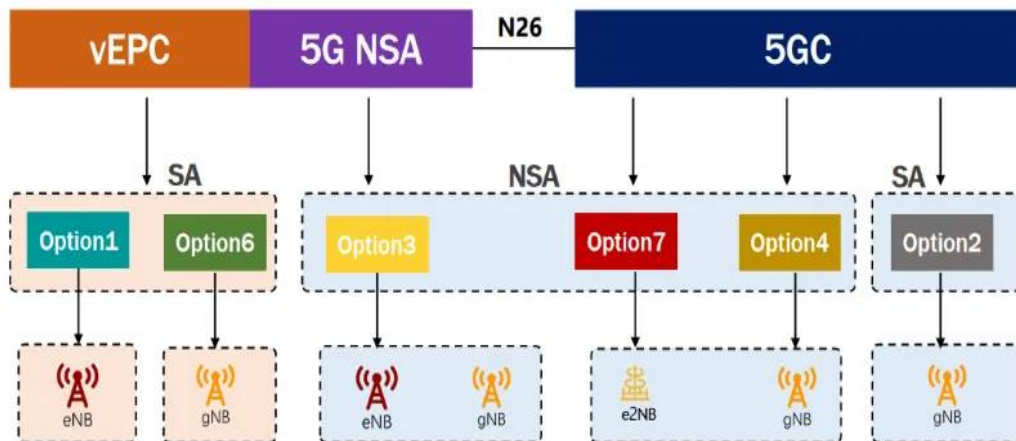 vEPC
5G NSA
N26
5GC
SA
NSA
SA
Option1
Option6
Option3
Option7
Option4
Option2
eNB
gNB
eNB
gNB
e2NB
gNB
gNB